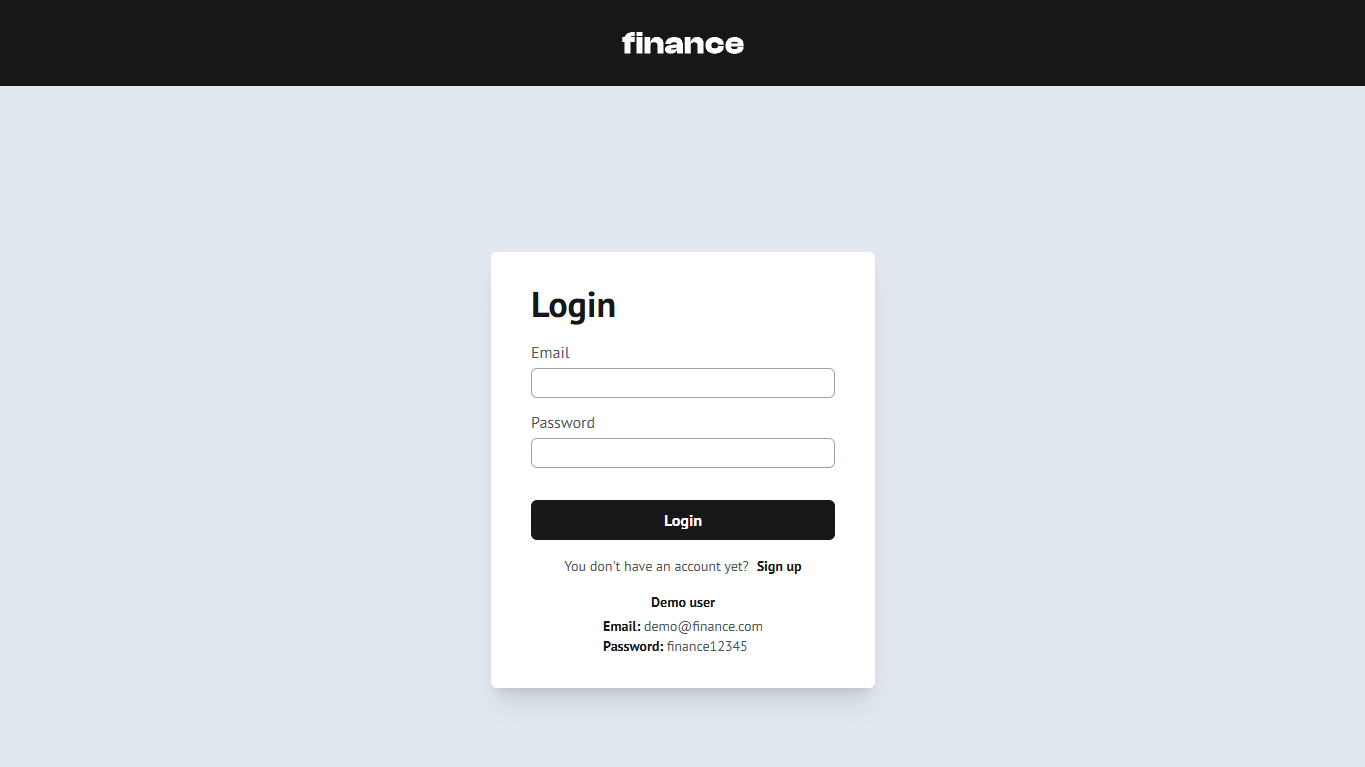 finance
Login
Email
Password
Login
You don't have an account yet? Sign up
Demo user
Email: demo@finance.com
Password: finance12345